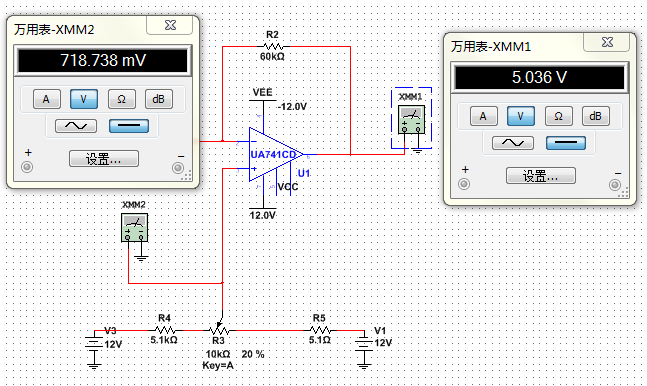 万用表-XMM2
718.738 mV
A V Ω dB
+ −
设置...
R2
60kΩ
VEE
-12.0V
UA741CD
U1
VCC
12.0V
XMM1
万用表-XMM1
5.036 V
A V Ω dB
+ −
设置...
XMM2
V3
12V
R4
5.1kΩ
R3
10kΩ 20 %
Key=A
R5
5.1Ω
V1
12V